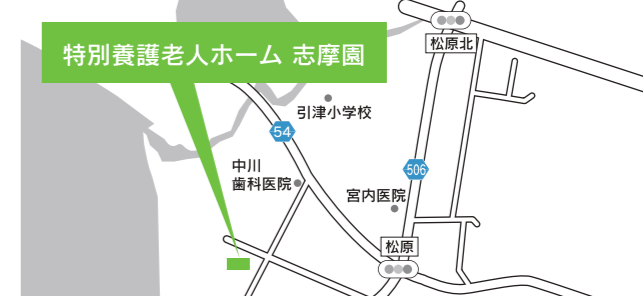 松原北
特別養護老人ホーム 志摩園
引津小学校
54
中川
歯科医院
506
宮内医院
松原